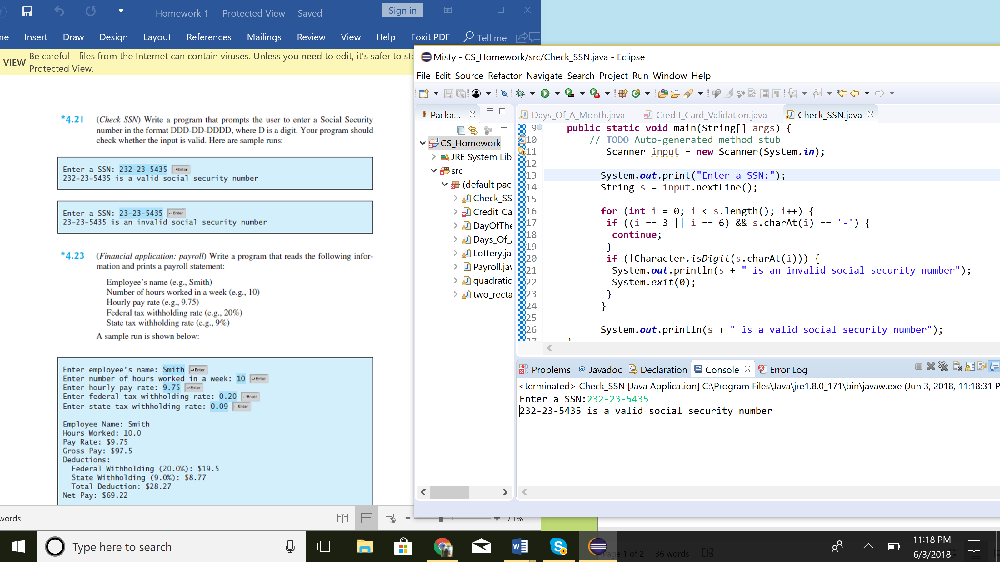 Homework 1 - Protected View - Saved
Sign in
Insert Draw Design Layout References Mailings Review View Help Foxit PDF Tell me
VIEW
Be careful—files from the Internet can contain viruses. Unless you need to edit, it's safer to
Protected View.
*4.21 (Check SSN) Write a program that prompts the user to enter a Social Security
number in the format DDD-DD-DDDD, where D is a digit. Your program should
check whether the input is valid. Here are sample runs:
Enter a SSN: 232-23-5435 Enter
232-23-5435 is a valid social security number
Enter a SSN: 23-23-5435 Enter
23-23-5435 is an invalid social security number
*4.23 (Financial application: payroll) Write a program that reads the following infor-
mation and prints a payroll statement:
Employee's name (e.g., Smith)
Number of hours worked in a week (e.g., 10)
Hourly pay rate (e.g., 9.75)
Federal tax withholding rate (e.g., 20%)
State tax withholding rate (e.g., 9%)
A sample run is shown below:
Enter employee's name: Smith Enter
Enter number of hours worked in a week: 10 Enter
Enter hourly pay rate: 9.75 Enter
Enter federal tax withholding rate: 0.20 Enter
Enter state tax withholding rate: 0.09 Enter
Employee Name: Smith
Hours Worked: 10.0
Pay Rate: $9.75
Gross Pay: $97.5
Deductions:
Federal Withholding (20.0%): $19.5
State Withholding (9.0%): $8.77
Total Deduction: $28.27
Net Pay: $69.22
words
71%
Misty - CS_Homework/src/Check_SSN.java - Eclipse
File Edit Source Refactor Navigate Search Project Run Window Help
Packa...
CS_Homework
JRE System Lib
src
(default pac
Check_SS
Credit_Ca
DayOfThe
Days_Of_
Lottery.ja
Payroll.jav
quadratic
two_recta
Days_Of_A_Month.java Credit_Card_Validation.java Check_SSN.java
9 public static void main(String[] args) {
10 // TODO Auto-generated method stub
11 Scanner input = new Scanner(System.in);
12
13 System.out.print("Enter a SSN:");
14 String s = input.nextLine();
15
16 for (int i = 0; i < s.length(); i++) {
17 if ((i == 3 || i == 6) && s.charAt(i) == '-') {
18 continue;
19 }
20 if (!Character.isDigit(s.charAt(i))) {
21 System.out.println(s + " is an invalid social security number");
22 System.exit(0);
23 }
24 }
25
26 System.out.println(s + " is a valid social security number");
27 }
Problems Javadoc Declaration Console Error Log
<terminated> Check_SSN [Java Application] C:\Program Files\Java\jre1.8.0_171\bin\javaw.exe (Jun 3, 2018, 11:18:31 P
Enter a SSN:232-23-5435
232-23-5435 is a valid social security number
Type here to search
Page 1 of 2 36 words
11:18 PM
6/3/2018